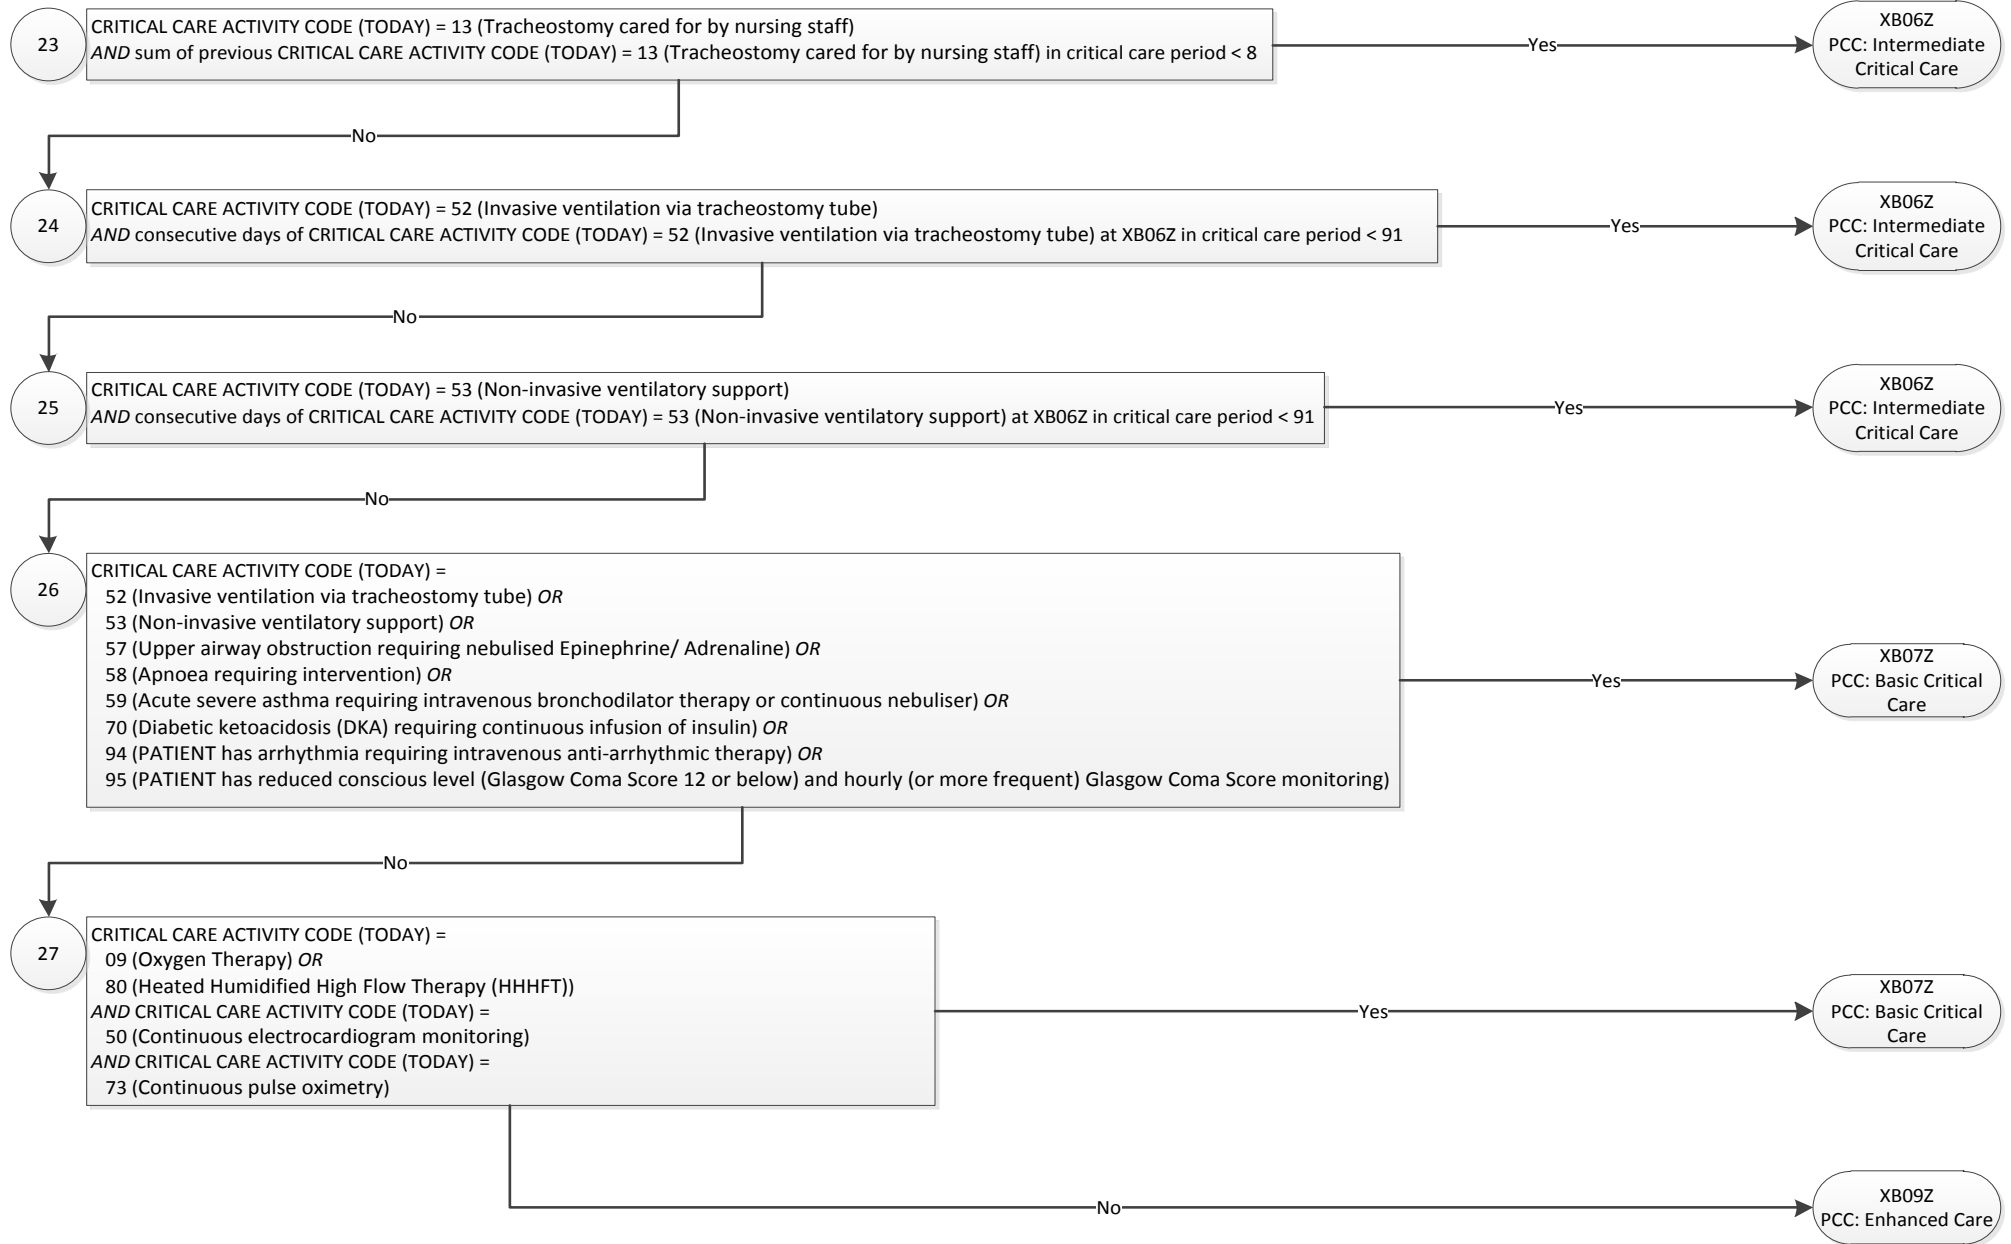 23
CRITICAL CARE ACTIVITY CODE (TODAY) = 13 (Tracheostomy cared for by nursing staff)
AND sum of previous CRITICAL CARE ACTIVITY CODE (TODAY) = 13 (Tracheostomy cared for by nursing staff) in critical care period < 8
Yes
XB06Z
PCC: Intermediate
Critical Care
No
24
CRITICAL CARE ACTIVITY CODE (TODAY) = 52 (Invasive ventilation via tracheostomy tube)
AND consecutive days of CRITICAL CARE ACTIVITY CODE (TODAY) = 52 (Invasive ventilation via tracheostomy tube) at XB06Z in critical care period < 91
Yes
XB06Z
PCC: Intermediate
Critical Care
No
25
CRITICAL CARE ACTIVITY CODE (TODAY) = 53 (Non-invasive ventilatory support)
AND consecutive days of CRITICAL CARE ACTIVITY CODE (TODAY) = 53 (Non-invasive ventilatory support) at XB06Z in critical care period < 91
Yes
XB06Z
PCC: Intermediate
Critical Care
No
26
CRITICAL CARE ACTIVITY CODE (TODAY) =
52 (Invasive ventilation via tracheostomy tube) OR
53 (Non-invasive ventilatory support) OR
57 (Upper airway obstruction requiring nebulised Epinephrine/ Adrenaline) OR
58 (Apnoea requiring intervention) OR
59 (Acute severe asthma requiring intravenous bronchodilator therapy or continuous nebuliser) OR
70 (Diabetic ketoacidosis (DKA) requiring continuous infusion of insulin) OR
94 (PATIENT has arrhythmia requiring intravenous anti-arrhythmic therapy) OR
95 (PATIENT has reduced conscious level (Glasgow Coma Score 12 or below) and hourly (or more frequent) Glasgow Coma Score monitoring)
Yes
XB07Z
PCC: Basic Critical
Care
No
27
CRITICAL CARE ACTIVITY CODE (TODAY) =
09 (Oxygen Therapy) OR
80 (Heated Humidified High Flow Therapy (HHHFT))
AND CRITICAL CARE ACTIVITY CODE (TODAY) =
50 (Continuous electrocardiogram monitoring)
AND CRITICAL CARE ACTIVITY CODE (TODAY) =
73 (Continuous pulse oximetry)
Yes
XB07Z
PCC: Basic Critical
Care
No
XB09Z
PCC: Enhanced Care